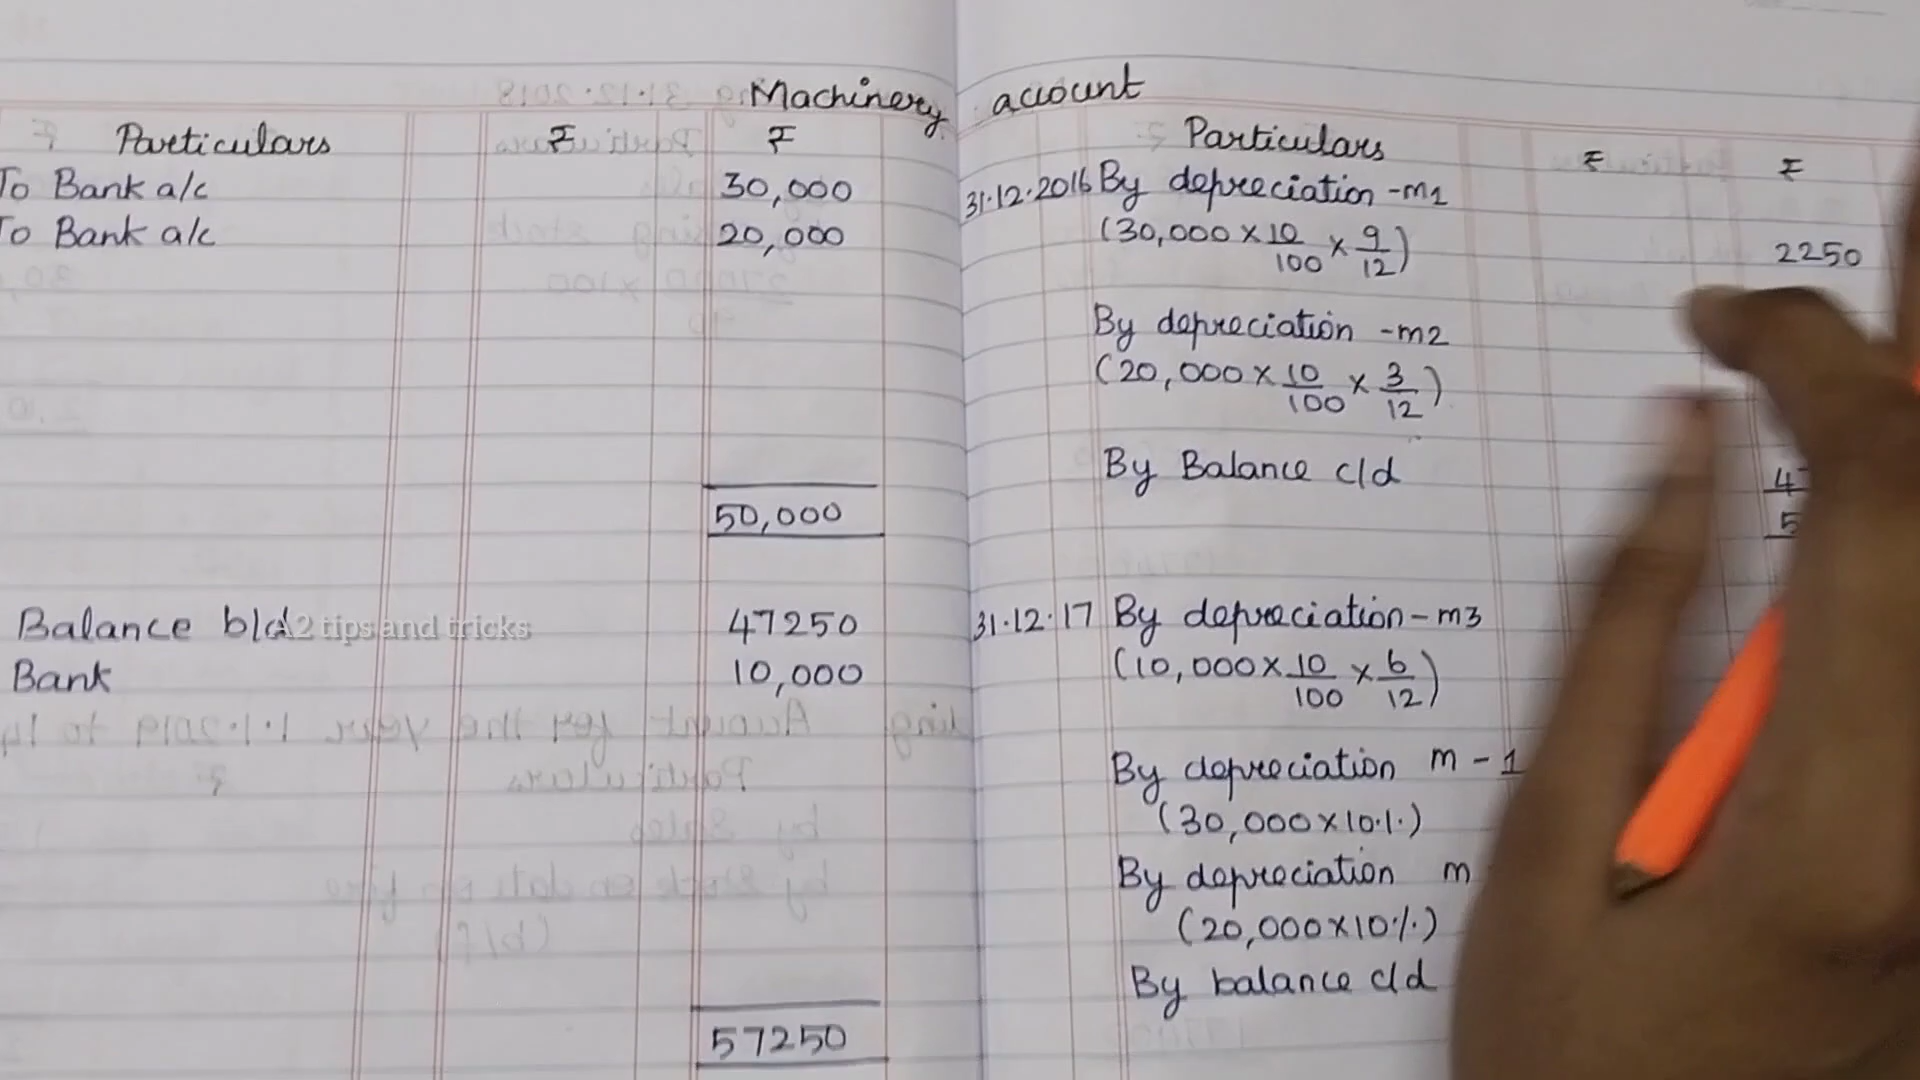 Machinery account
Particulars ₹ ₹
To Bank a/c 30,000
To Bank a/c 20,000
50,000
Balance b/d 47250
Bank 10,000
57250
A2 tips and tricks
Particulars ₹ ₹
31.12.2016 By depreciation - m1
(30,000 × 10/100 × 9/12) 2250
By depreciation - m2
(20,000 × 10/100 × 3/12)
By Balance c/d
31.12.17 By depreciation - m3
(10,000 × 10/100 × 6/12)
By depreciation m - 1
(30,000 × 10%)
By depreciation m
(20,000 × 10%)
By balance c/d